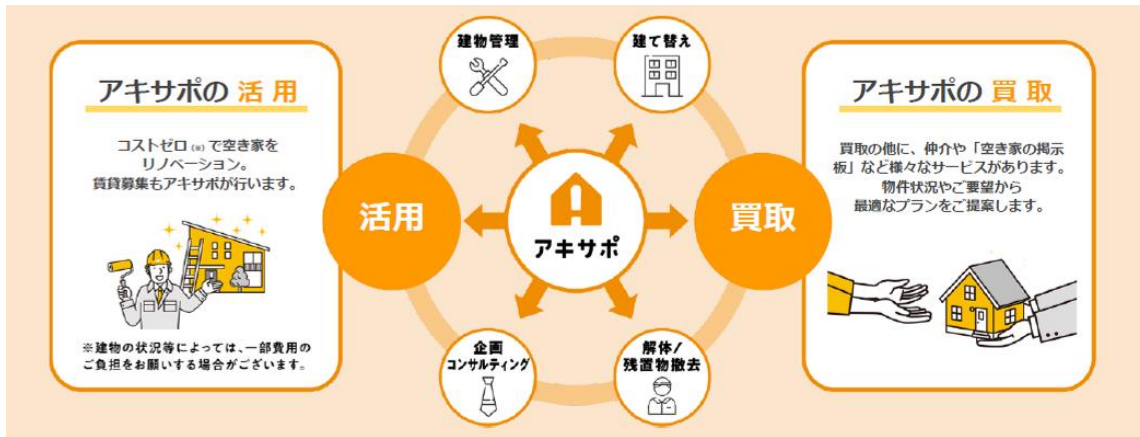 アキサポの 活用
コストゼロ(※)で空き家を
リノベーション。
賃貸募集もアキサポが行います。
※建物の状況等によっては、一部費用の
ご負担をお願いする場合がございます。
建物管理
建て替え
活用
アキサポ
買取
企画
コンサルティング
解体/
残置物撤去
アキサポの 買取
買取の他に、仲介や「空き家の掲示
板」など様々なサービスがあります。
物件状況やご要望から
最適なプランをご提案します。